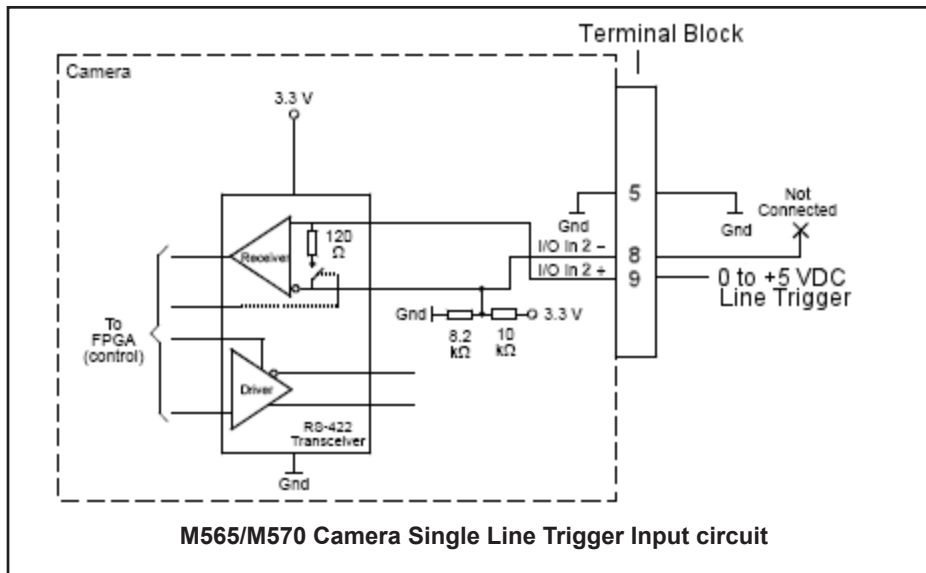 Terminal Block
Camera
3.3 V
5
Gnd
Gnd
Not
Connected
120
Ω
Receiver
I/O In 2 –
8
I/O In 2 +
9
0 to +5 VDC
Line Trigger
Gnd
3.3 V
8.2
kΩ
10
kΩ
To
FPGA
(control)
Driver
RS-422
Transceiver
Gnd
M565/M570 Camera Single Line Trigger Input circuit